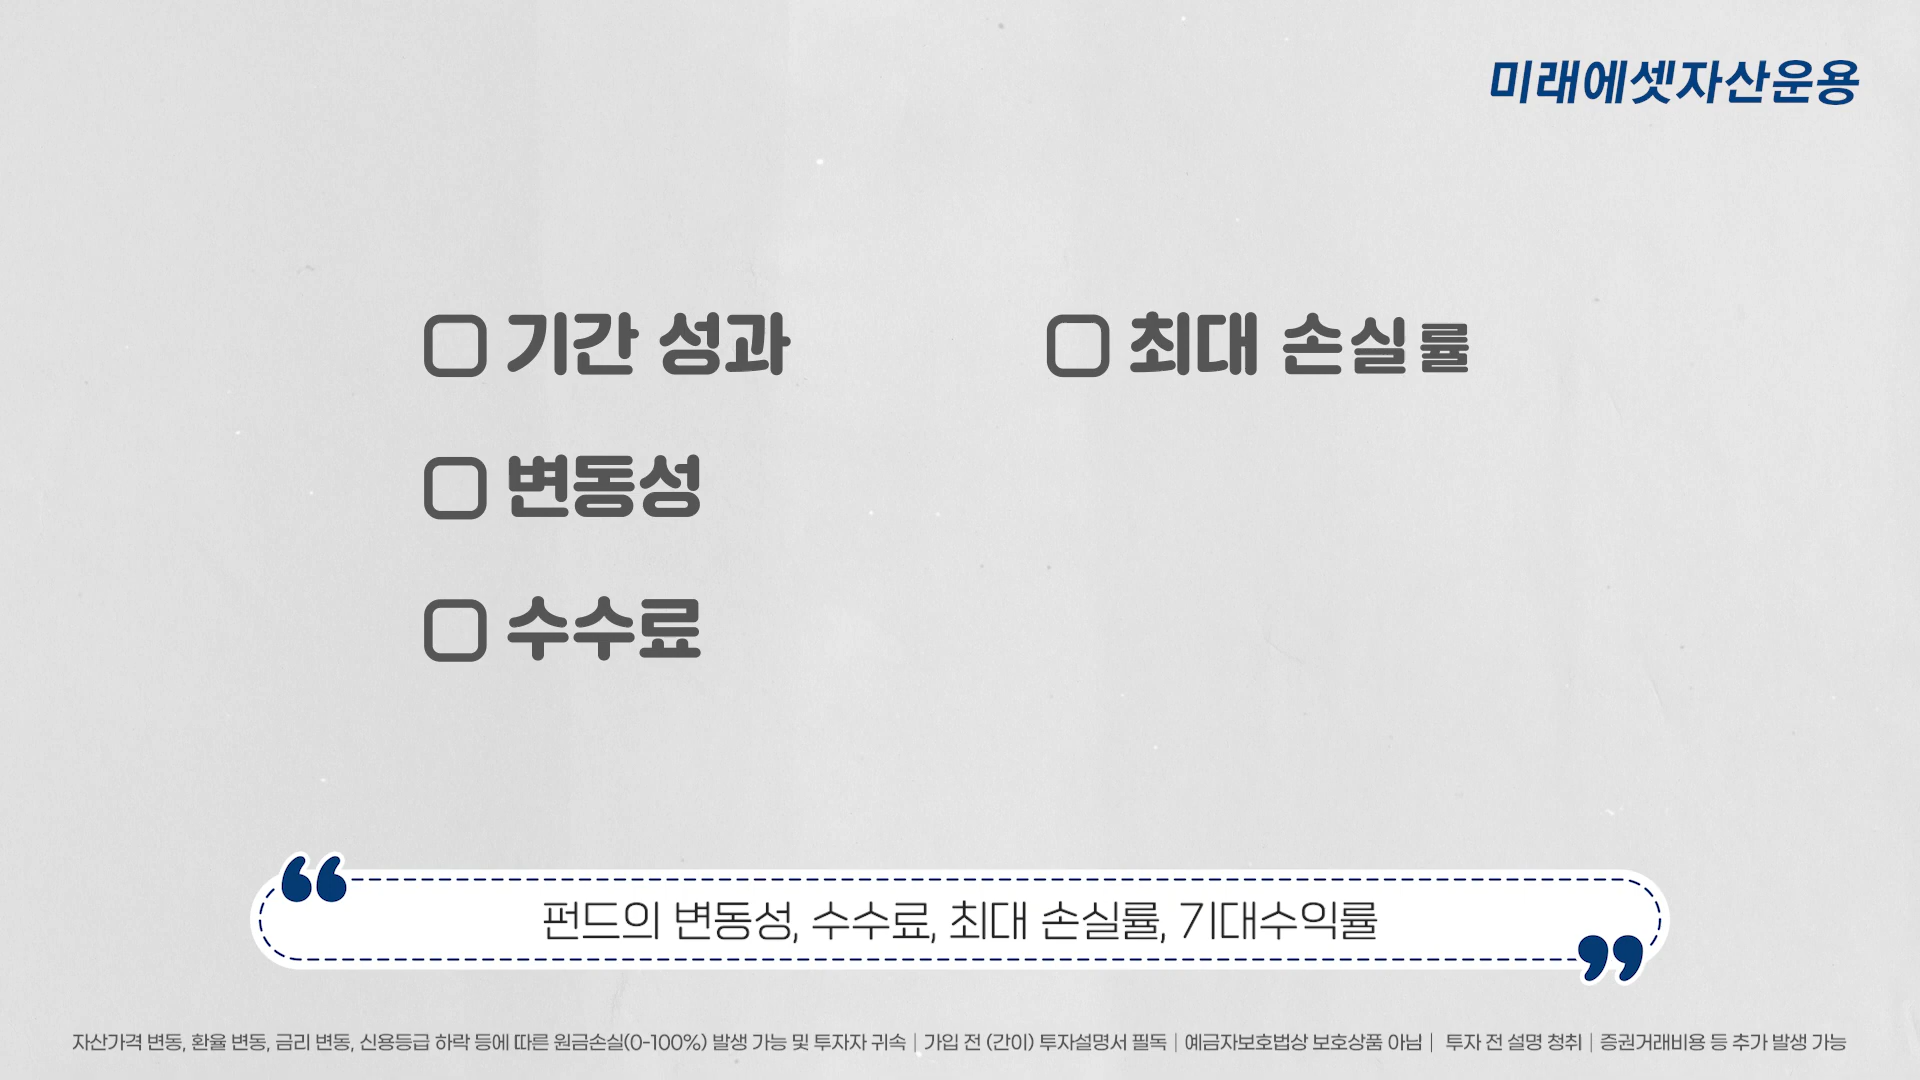 미래에셋자산운용
기간 성과
최대 손실률
변동성
수수료
펀드의 변동성, 수수료, 최대 손실률, 기대수익률
자산가격 변동, 환율 변동, 금리 변동, 신용등급 하락 등에 따른 원금손실(0-100%) 발생 가능 및 투자자 귀속 | 가입 전 (간이) 투자설명서 필독 | 예금자보호법상 보호상품 아님 | 투자 전 설명 청취 | 증권거래비용 등 추가 발생 가능